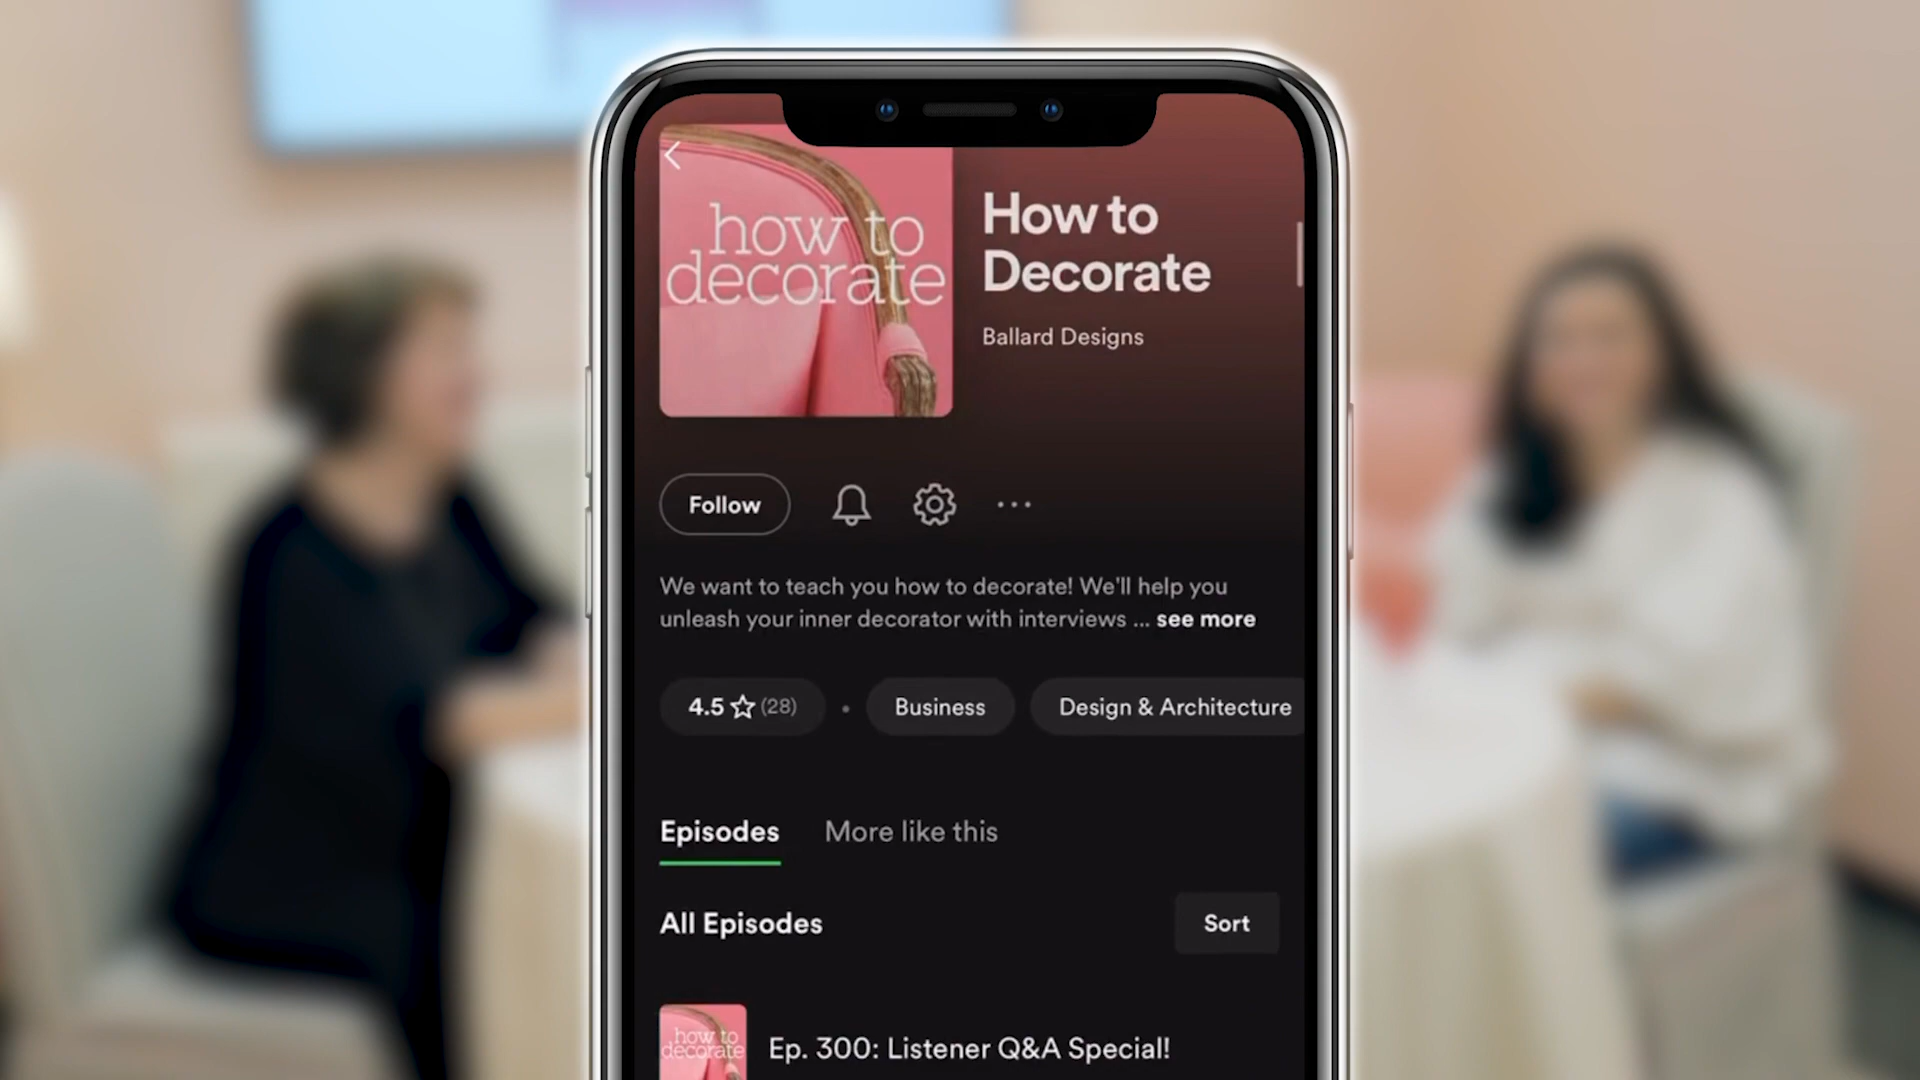 how to
decorate
How to
Decorate
Ballard Designs
Follow
We want to teach you how to decorate! We'll help you
unleash your inner decorator with interviews ... see more
4.5 (28) • Business Design & Architecture
Episodes More like this
All Episodes Sort
how to
decorate
Ep. 300: Listener Q&A Special!